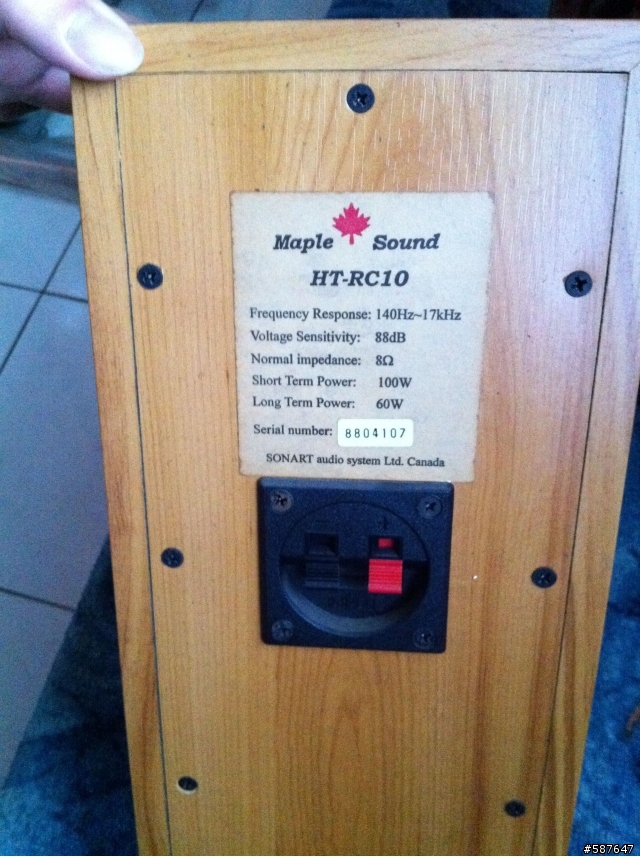 Maple Sound
HT-RC10
Frequency Response: 140Hz~17kHz
Voltage Sensitivity: 88dB
Normal impedance: 8Ω
Short Term Power: 100W
Long Term Power: 60W
Serial number: 8804107
SONART audio system Ltd. Canada
- +
#587647